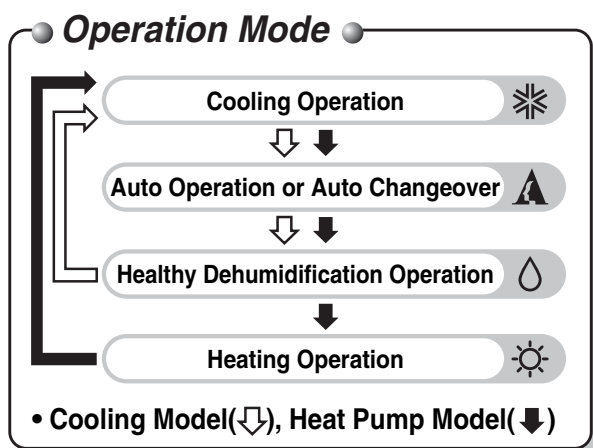 Operation Mode
Cooling Operation
Auto Operation or Auto Changeover
Healthy Dehumidification Operation
Heating Operation
• Cooling Model(⇩), Heat Pump Model(⬇)